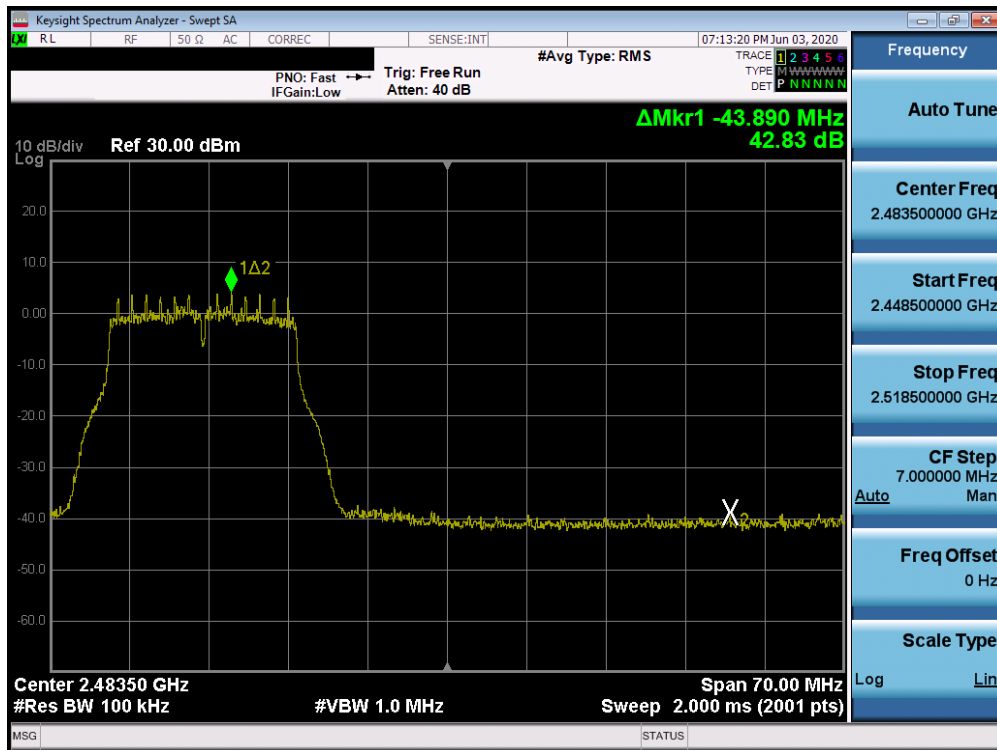 Keysight Spectrum Analyzer - Swept SA
LXI RL RF 50 Ω AC CORREC SENSE:INT 07:13:20 PM Jun 03, 2020
Frequency
#Avg Type: RMS
TRACE 1 2 3 4 5 6
TYPE M WWWWW
DET P N N N N N
PNO: Fast
IFGain:Low
Trig: Free Run
Atten: 40 dB
Auto Tune
ΔMkr1 -43.890 MHz
42.83 dB
10 dB/div Ref 30.00 dBm
Log
20.0
10.0
0.00
-10.0
-20.0
-30.0
-40.0
-50.0
-60.0
1Δ2
X2
Center Freq
2.483500000 GHz
Start Freq
2.448500000 GHz
Stop Freq
2.518500000 GHz
CF Step
7.000000 MHz
Auto Man
Freq Offset
0 Hz
Scale Type
Log Lin
Center 2.48350 GHz Span 70.00 MHz
#Res BW 100 kHz #VBW 1.0 MHz Sweep 2.000 ms (2001 pts)
MSG STATUS